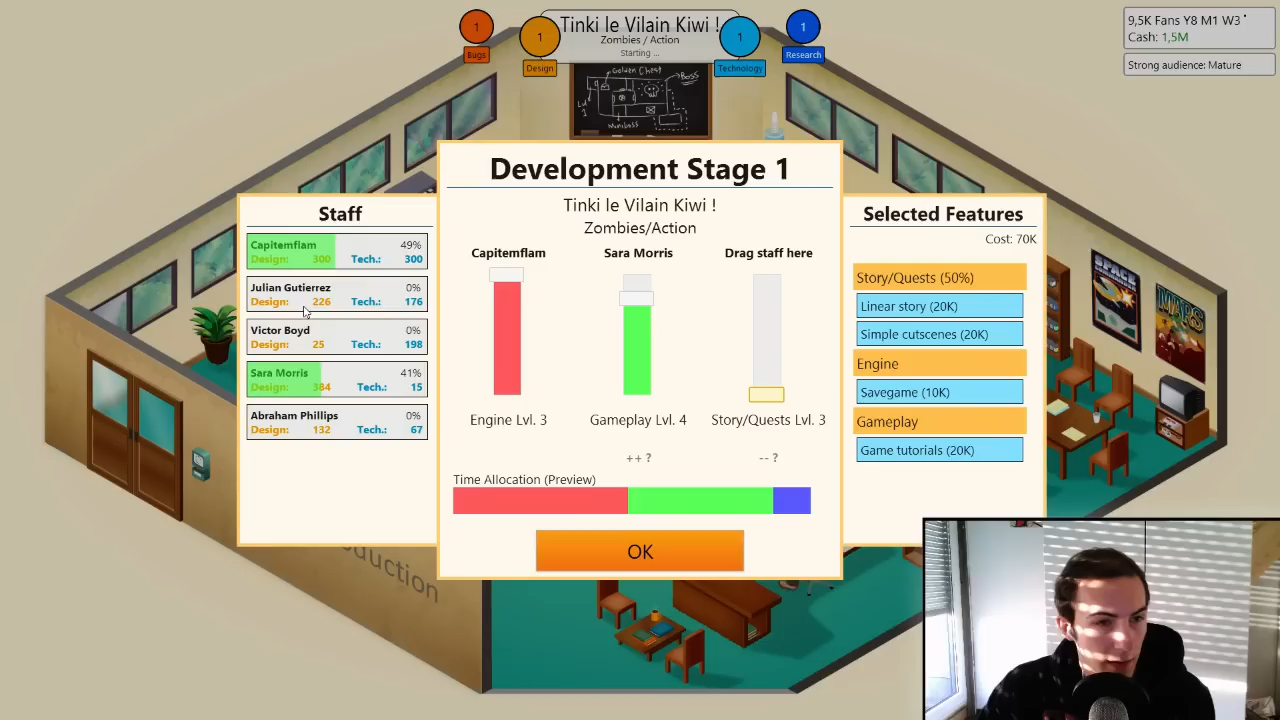 1
Bugs
1
Design
Tinki le Vilain Kiwi !
Zombies / Action
Starting ...
1
Technology
1
Research
9,5K Fans Y8 M1 W3
Cash: 1,5M
Strong audience: Mature
Golden Chest
Boss
Lvl
1
Miniboss
SPACE
MARS
Staff
Capitemflam 49%
Design: 300 Tech.: 300
Julian Gutierrez 0%
Design: 226 Tech.: 176
Victor Boyd 0%
Design: 25 Tech.: 198
Sara Morris 41%
Design: 384 Tech.: 15
Abraham Phillips 0%
Design: 132 Tech.: 67
Development Stage 1
Tinki le Vilain Kiwi !
Zombies/Action
Capitemflam Sara Morris Drag staff here
Engine Lvl. 3 Gameplay Lvl. 4 Story/Quests Lvl. 3
++ ? -- ?
Time Allocation (Preview)
OK
Selected Features
Cost: 70K
Story/Quests (50%)
Linear story (20K)
Simple cutscenes (20K)
Engine
Savegame (10K)
Gameplay
Game tutorials (20K)
oduction